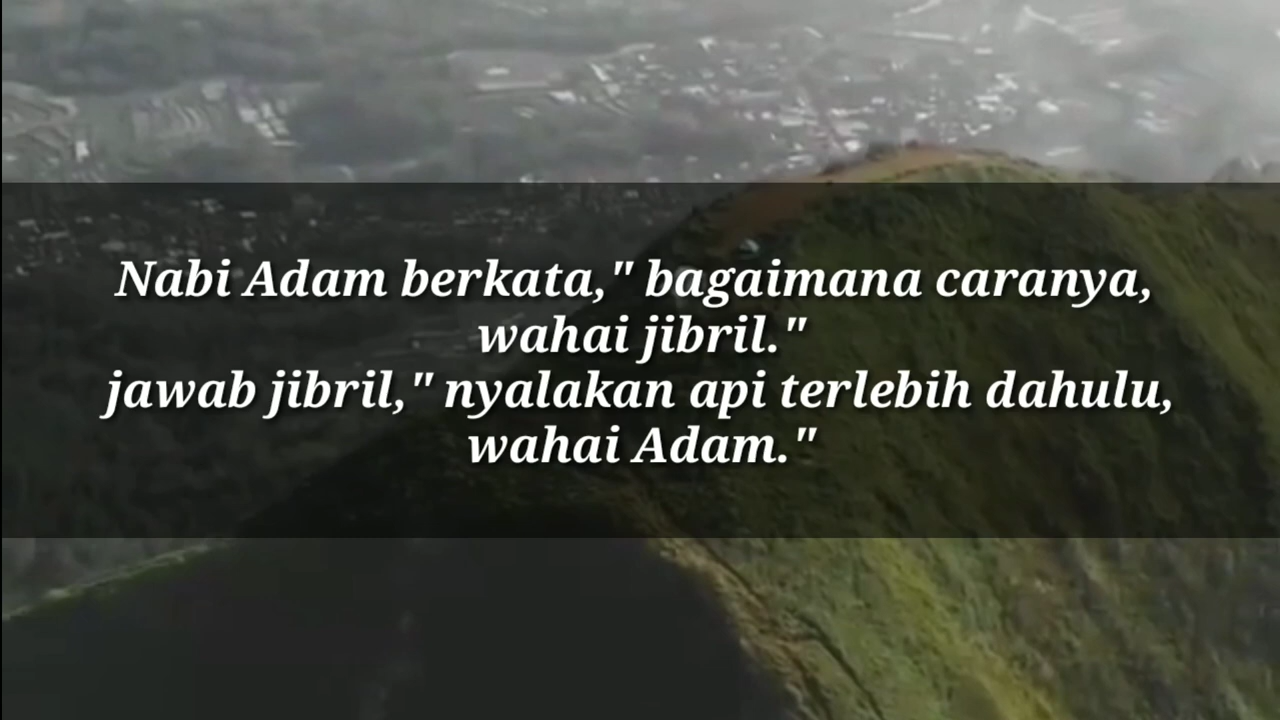 Nabi Adam berkata," bagaimana caranya,
wahai jibril."
jawab jibril," nyalakan api terlebih dahulu,
wahai Adam."